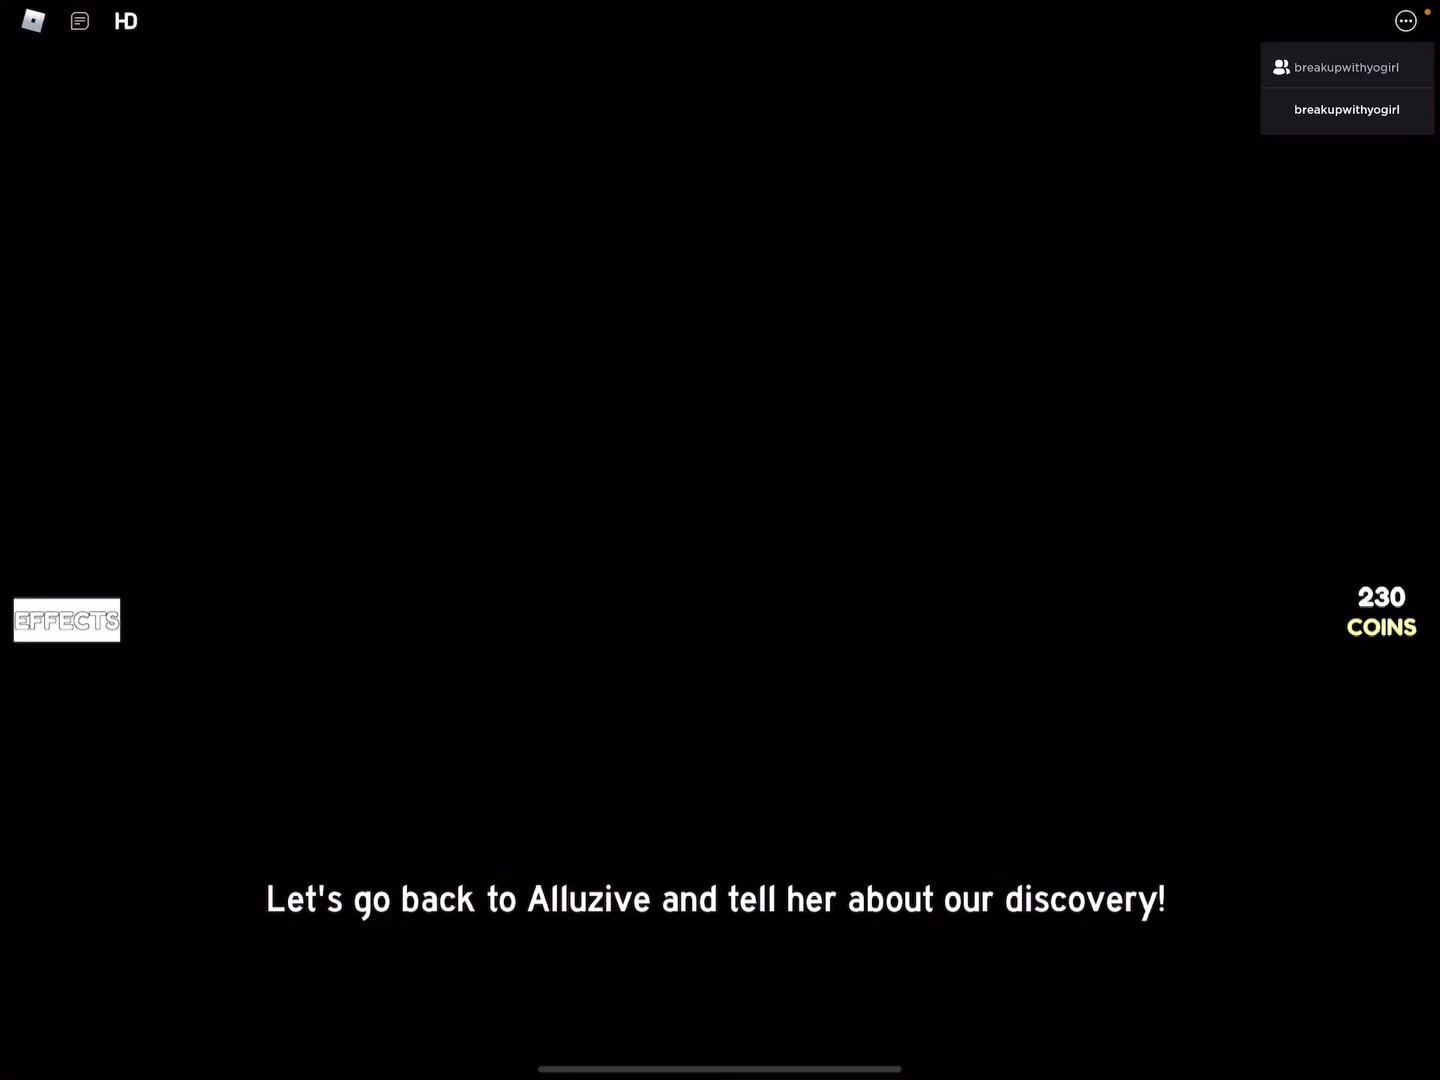 HD
breakupwithyogirl
breakupwithyogirl
EFFECTS
230
COINS
Let's go back to Alluzive and tell her about our discovery!